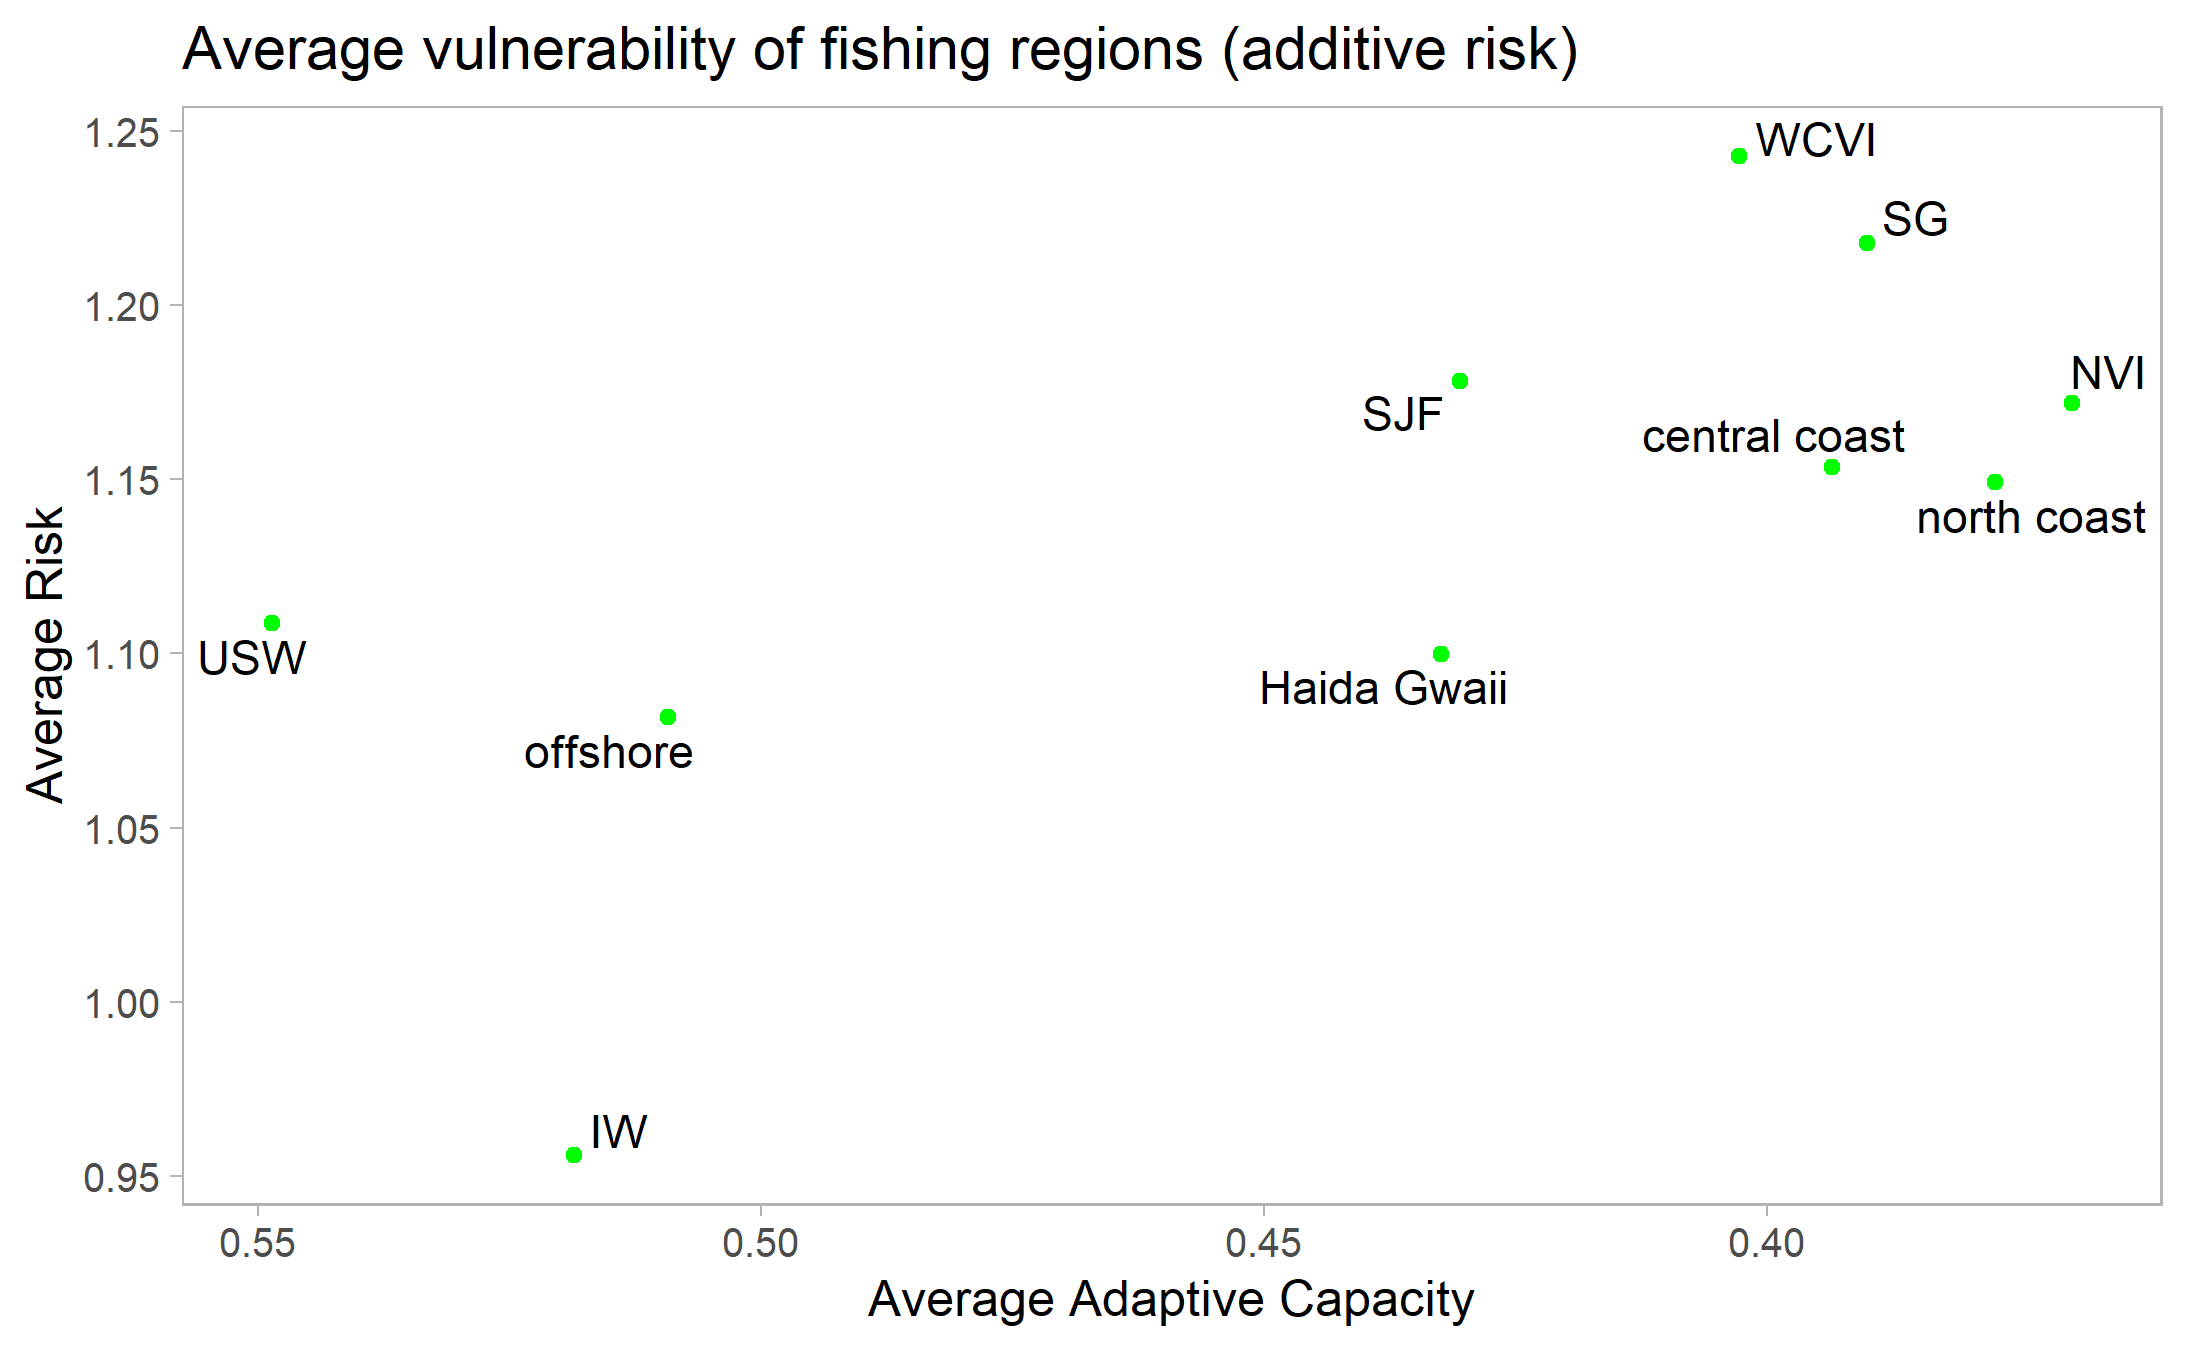 Average vulnerability of fishing regions (additive risk)
1.25
1.20
1.15
1.10
1.05
1.00
0.95
Average Risk
WCVI
SG
NVI
SJF
central coast
north coast
USW
Haida Gwaii
offshore
IW
0.55
0.50
0.45
0.40
Average Adaptive Capacity